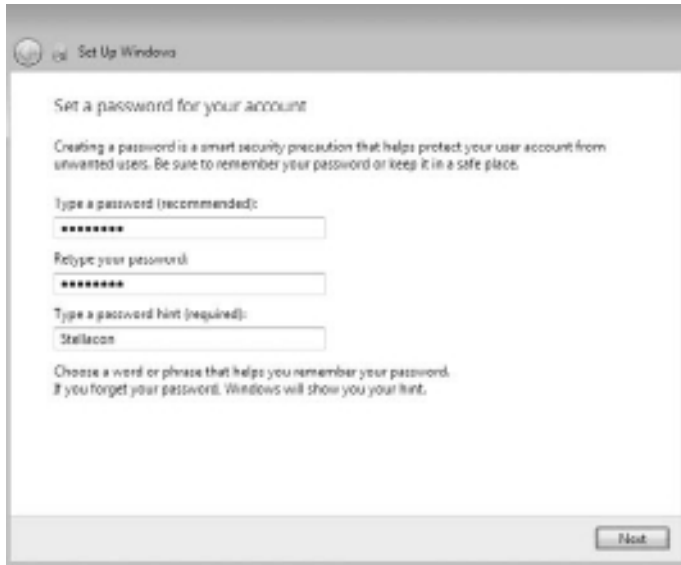 Set Up Windows
Set a password for your account
Creating a password is a smart security precaution that helps protect your user account from
unwanted users. Be sure to remember your password or keep it in a safe place.
Type a password (recommended):
••••••••
Retype your password:
••••••••
Type a password hint (required):
Stellacon
Choose a word or phrase that helps you remember your password.
If you forget your password, Windows will show you your hint.
Next